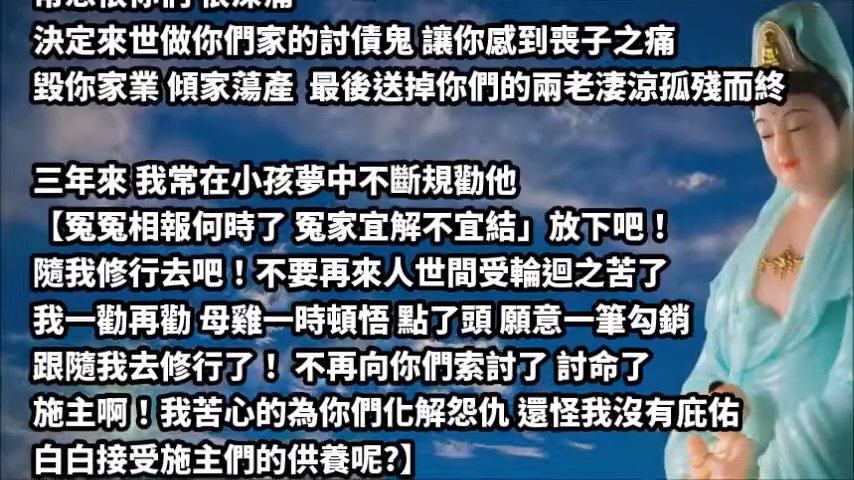 決定來世做你們家的討債鬼 讓你感到喪子之痛
毀你家業 傾家蕩產 最後送掉你們的兩老淒涼孤殘而終
三年來 我常在小孩夢中不斷規勸他
【冤冤相報何時了 冤家宜解不宜結」放下吧！
隨我修行去吧！不要再來人世間受輪迴之苦了
我一勸再勸 母雞一時頓悟 點了頭 願意一筆勾銷
跟隨我去修行了！ 不再向你們索討了 討命了
施主啊！我苦心的為你們化解怨仇 還怪我沒有庇佑
白白接受施主們的供養呢?】